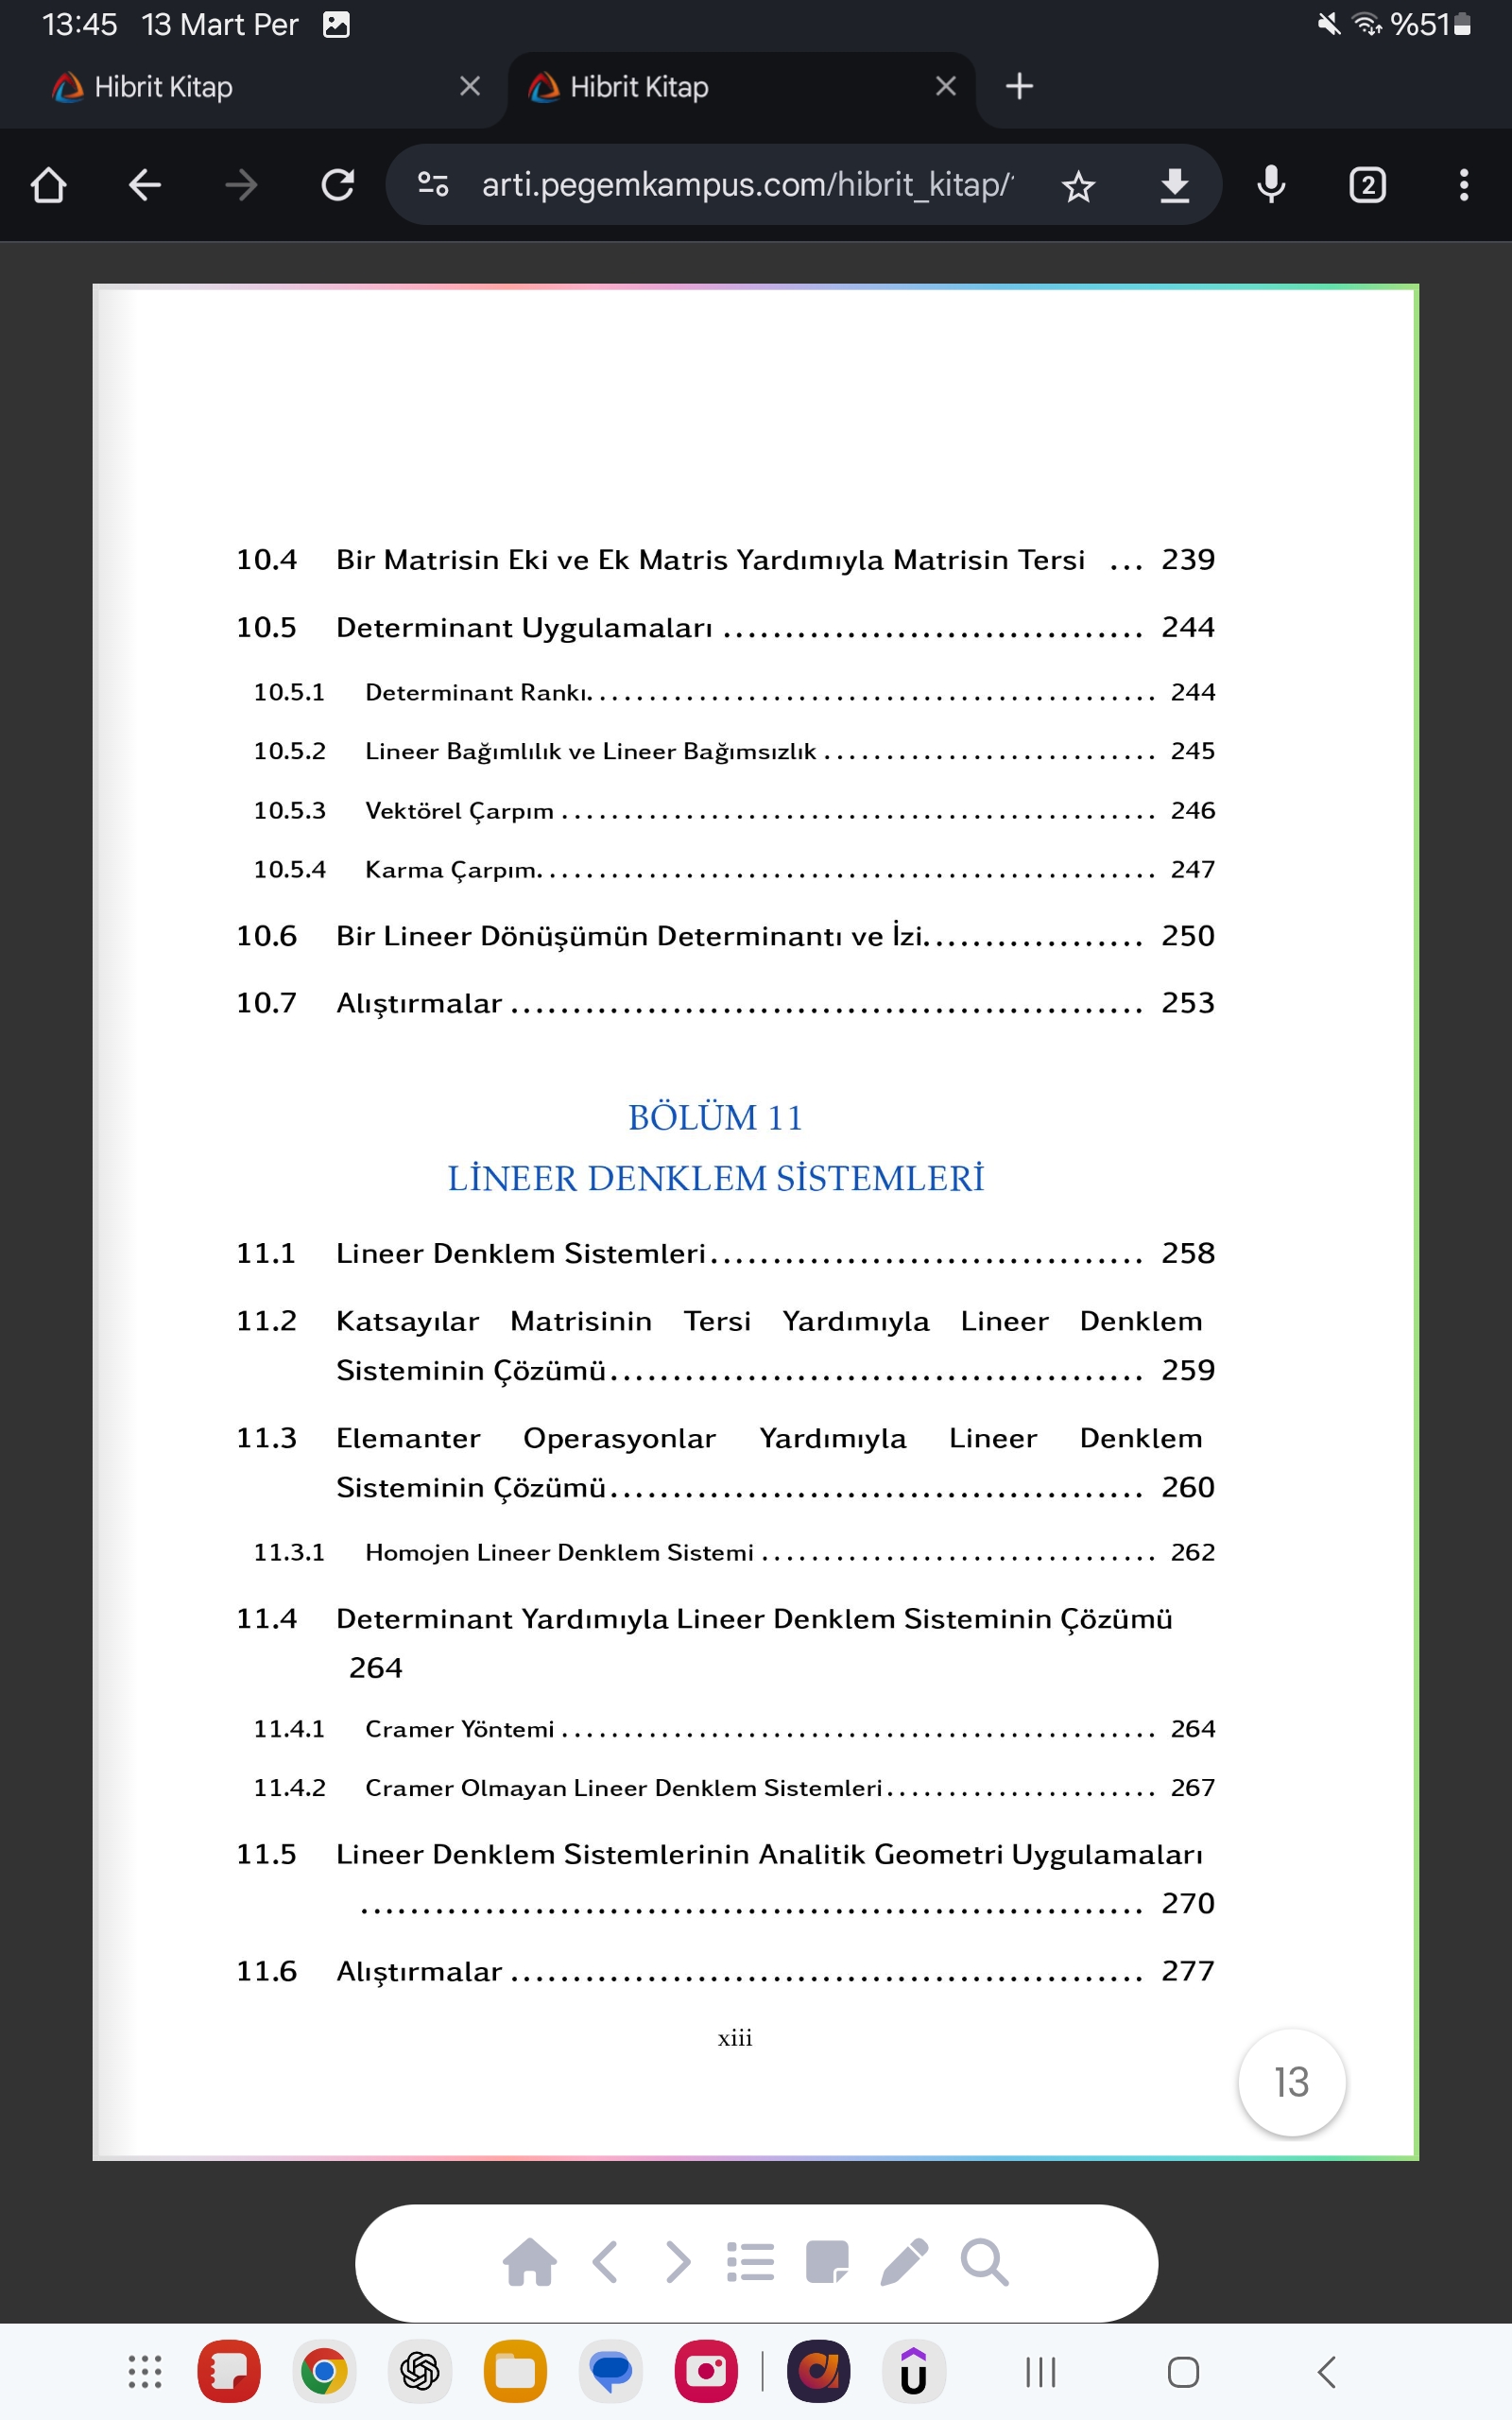 13:45 13 Mart Per %51
Hibrit Kitap Hibrit Kitap
arti.pegemkampus.com/hibrit_kitap/ 2
10.4 Bir Matrisin Eki ve Ek Matris Yardımıyla Matrisin Tersi ... 239
10.5 Determinant Uygulamaları .................................. 244
10.5.1 Determinant Rankı. .................................................. 244
10.5.2 Lineer Bağımlılık ve Lineer Bağımsızlık ........................... 245
10.5.3 Vektörel Çarpım .................................................. 246
10.5.4 Karma Çarpım. .................................................. 247
10.6 Bir Lineer Dönüşümün Determinantı ve İzi.................. 250
10.7 Alıştırmalar .................................................... 253
BÖLÜM 11
LİNEER DENKLEM SİSTEMLERİ
11.1 Lineer Denklem Sistemleri................................... 258
11.2 Katsayılar Matrisinin Tersi Yardımıyla Lineer Denklem
Sisteminin Çözümü........................................... 259
11.3 Elemanter Operasyonlar Yardımıyla Lineer Denklem
Sisteminin Çözümü........................................... 260
11.3.1 Homojen Lineer Denklem Sistemi ................................ 262
11.4 Determinant Yardımıyla Lineer Denklem Sisteminin Çözümü
264
11.4.1 Cramer Yöntemi .................................................. 264
11.4.2 Cramer Olmayan Lineer Denklem Sistemleri...................... 267
11.5 Lineer Denklem Sistemlerinin Analitik Geometri Uygulamaları
............................................................... 270
11.6 Alıştırmalar .................................................... 277
xiii
13